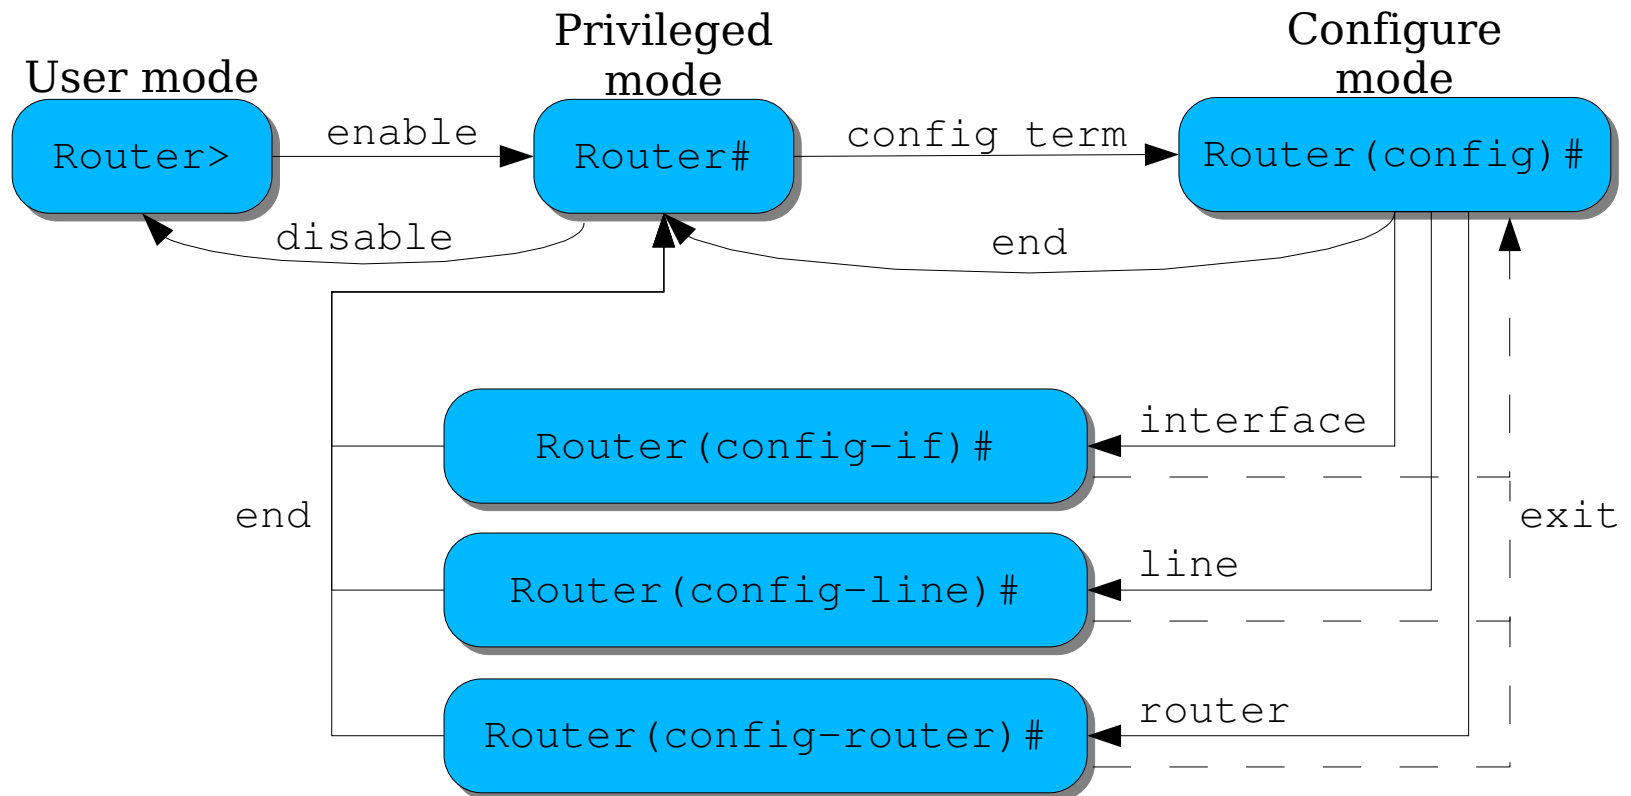 User mode
Privileged
mode
Configure
mode
Router>
enable
Router#
config term
Router(config)#
disable
end
interface
Router(config-if)#
end
exit
line
Router(config-line)#
router
Router(config-router)#